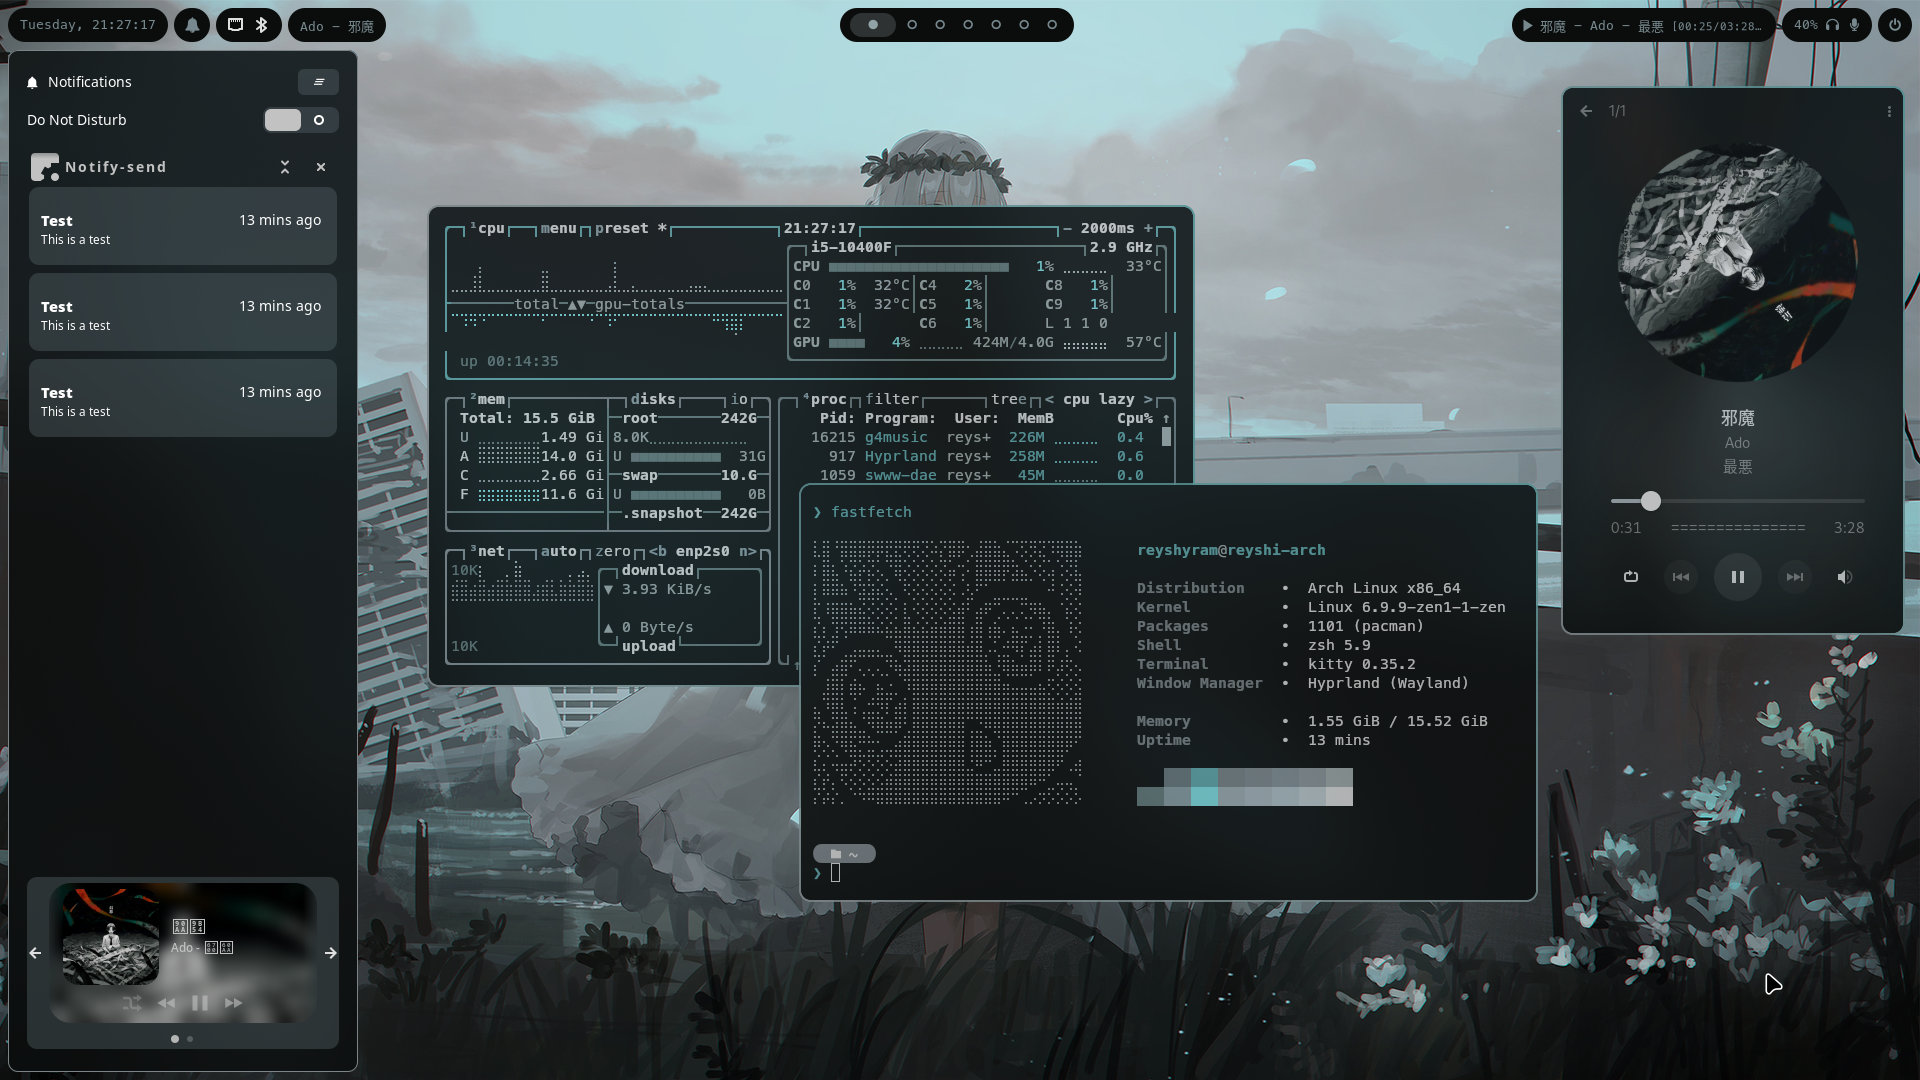 Tuesday, 21:27:17
Ado - 邪魔
邪魔 - Ado - 最悪 [00:25/03:28…
40%
Notifications
Do Not Disturb
Notify-send
Test 13 mins ago
This is a test
Test 13 mins ago
This is a test
Test 13 mins ago
This is a test
Ado -
¹cpu menu preset * 21:27:17 - 2000ms +
i5-10400F 2.9 GHz
CPU 1% 33°C
C0 1% 32°C C4 2% C8 1%
total ▲▼ gpu-totals
C1 1% 32°C C5 1% C9 1%
C2 1% C6 1% L 1 1 0
GPU 4% 424M/4.0G 57°C
up 00:14:35
²mem disks io
Total: 15.5 GiB root 242G
U 1.49 Gi 8.0K
A 14.0 Gi U 31G
C 2.66 Gi swap 10.G
F 11.6 Gi U 0B
.snapshot 242G
⁴proc filter tree < cpu lazy >
Pid: Program: User: MemB Cpu% ↑
16215 g4music reys+ 226M 0.4
917 Hyprland reys+ 258M 0.6
1059 swww-dae reys+ 45M 0.0
³net auto zero <b enp2s0 n>
10K download
▼ 3.93 KiB/s
▲ 0 Byte/s
10K upload
❯ fastfetch
reyshyram@reyshi-arch
Distribution • Arch Linux x86_64
Kernel • Linux 6.9.9-zen1-1-zen
Packages • 1101 (pacman)
Shell • zsh 5.9
Terminal • kitty 0.35.2
Window Manager • Hyprland (Wayland)
Memory • 1.55 GiB / 15.52 GiB
Uptime • 13 mins
~
❯
1/1
邪魔
Ado
最悪
0:31 =============== 3:28